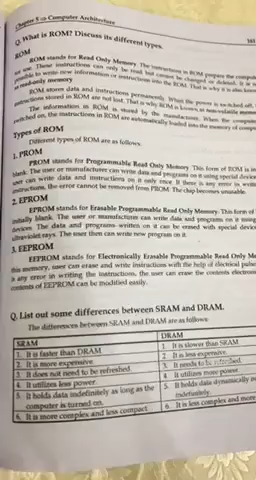 Chapter 5 Computer Architecture
161
Q. What is ROM? Discuss its different types.
ROM
ROM stands for Read Only Memory. The instructions in ROM prepare the
for use. These instructions can only be read but cannot be changed or deleted. It is
to write new information or instructions into the ROM. That is why it is also
read-only memory.
ROM stores data and instructions permanently. When the power is switched off,
instructions stored in ROM are not lost. That is why ROM is known as non-volatile
The information in ROM is stored by the manufacturer. When the
switched on, the instructions in ROM are automatically loaded into the memory of
Types of ROM
Different types of ROM are as follows.
1. PROM
PROM stands for Programmable Read Only Memory. This form of ROM is
blank. The user or manufacturer can write data and programs on it using special
user can write data and instructions on it only once. If there is any error in
instructions, the error cannot be removed from PROM. The chip becomes unusable.
2. EPROM
EPROM stands for Erasable Programmable Read Only Memory. This form of
initially blank. The user or manufacturer can write data and programs on it using
devices. The data and programs written on it can be erased with special
ultraviolet rays. The user then can write new program on it.
3. EEPROM
EEPROM stands for Electronically Erasable Programmable Read Only
this memory, user can erase and write instructions with the help of electrical
is any error in writing the instructions, the user can erase the contents
contents of EEPROM can be modified easily.
Q. List out some differences between SRAM and DRAM.
The differences between SRAM and DRAM are as follows:
SRAM DRAM
1. It is faster than DRAM 1. It is slower than SRAM
2. It is more expensive. 2. It is less expensive.
3. It does not need to be refreshed. 3. It needs to be refreshed.
4. It utilizes less power. 4. It utilizes more power.
5. It holds data indefinitely as long as the 5. It holds data dynamically
computer is turned on. indefinitely.
6. It is more complex and less compact. 6. It is less complex and more